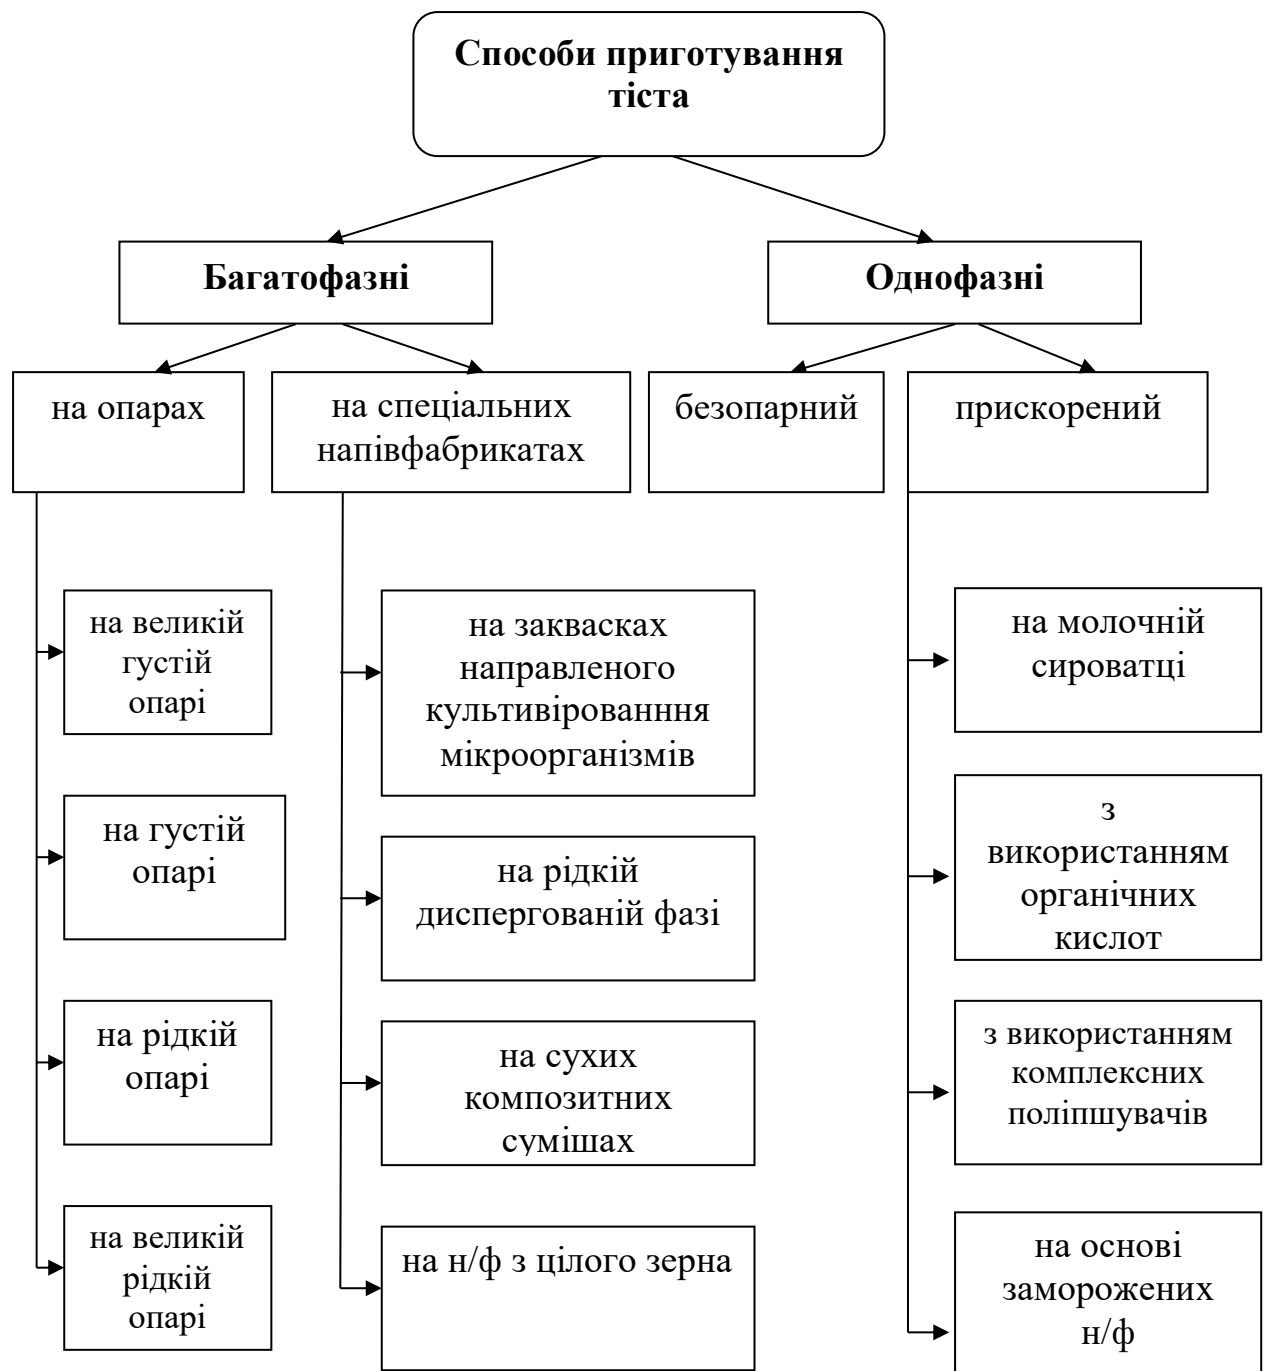 Способи приготування
тіста
Багатофазні
Однофазні
на опарах
на спеціальних
напівфабрикатах
безопарний
прискорений
на великій
густій
опарі
на густій
опарі
на рідкій
опарі
на великій
рідкій
опарі
на заквасках
направленого
культивірованння
мікроорганізмів
на рідкій
диспергованій фазі
на сухих
композитних
сумішах
на н/ф з цілого зерна
на молочній
сироватці
з
використанням
органічних
кислот
з використанням
комплексних
поліпшувачів
на основі
заморожених
н/ф